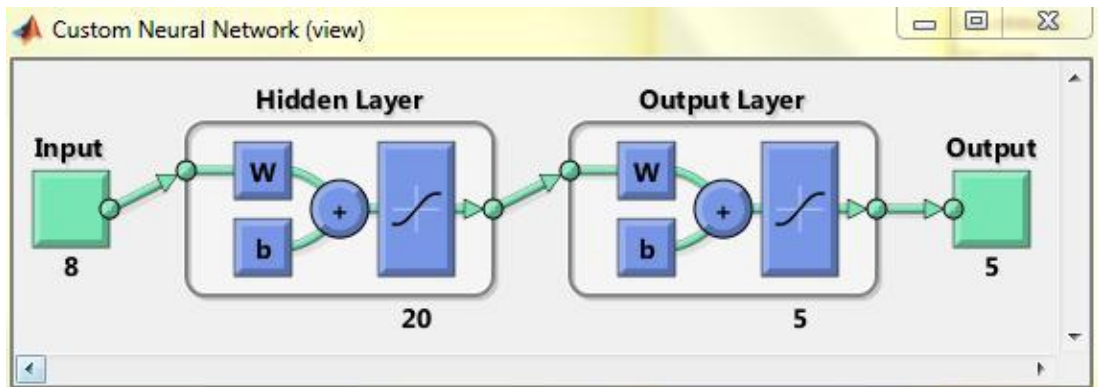 Custom Neural Network (view)
Hidden Layer
Output Layer
Input
Output
W
b
+
W
b
+
8
20
5
5